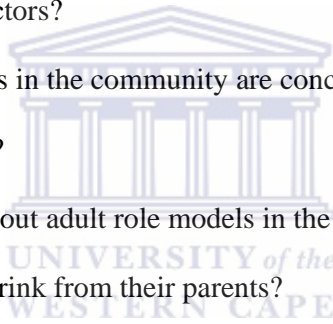 ctors?
s in the community are conc
?
out adult role models in the
UNIVERSITY of the
rink from their parents?
WESTERN CAPE